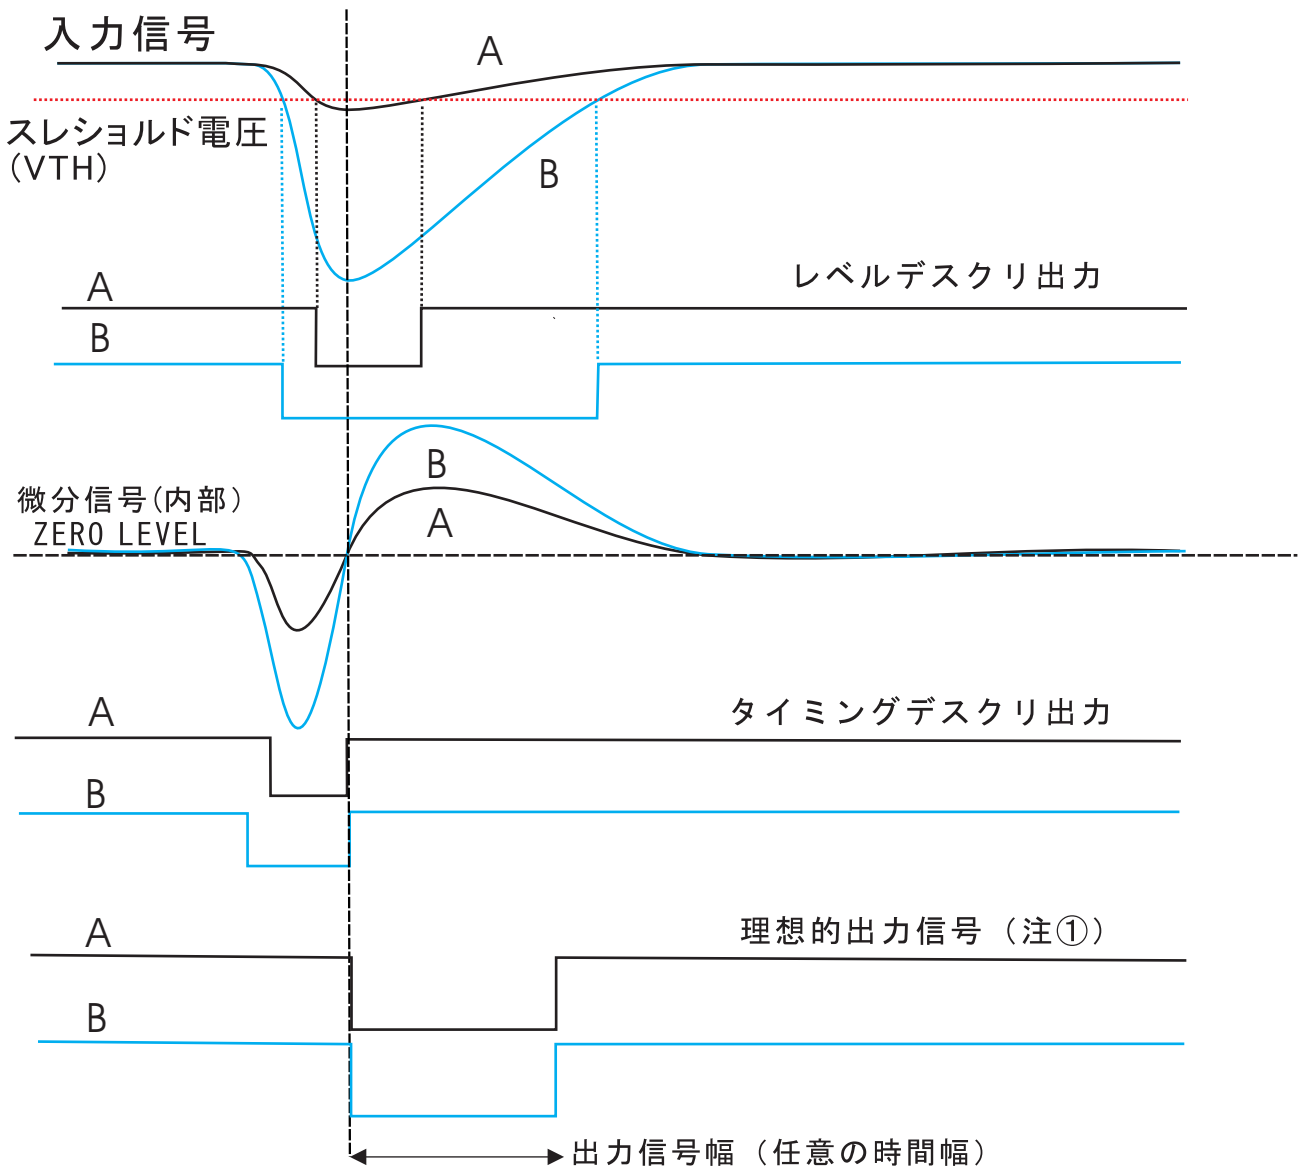 入力信号
A
スレショルド電圧
(VTH)
B
A
レベルデスクリ出力
B
B
微分信号(内部)
A
ZERO LEVEL
A
タイミングデスクリ出力
B
A
理想的出力信号（注①）
B
出力信号幅（任意の時間幅）